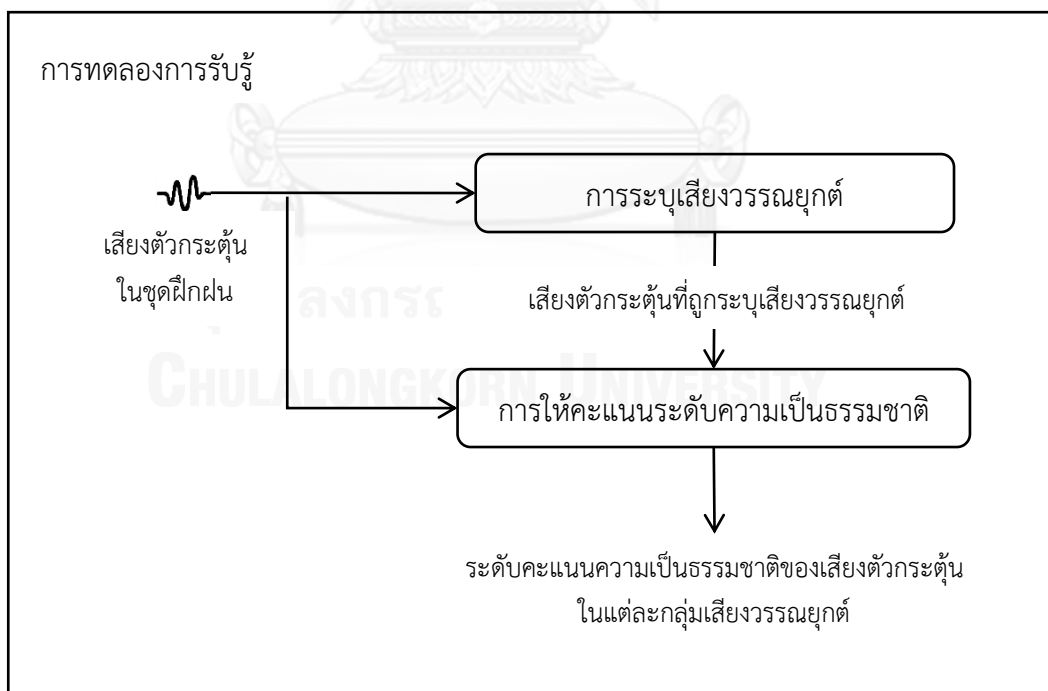 การทดลองการรับรู้
การระบุเสียงวรรณยุกต์
เสียงตัวกระตุ้น
ในชุดฝึกฝน
เสียงตัวกระตุ้นที่ถูกระบุเสียงวรรณยุกต์
ลงกรณ
CHULALONGKORN UNIVERSITY
การให้คะแนนระดับความเป็นธรรมชาติ
ระดับคะแนนความเป็นธรรมชาติของเสียงตัวกระตุ้น
ในแต่ละกลุ่มเสียงวรรณยุกต์